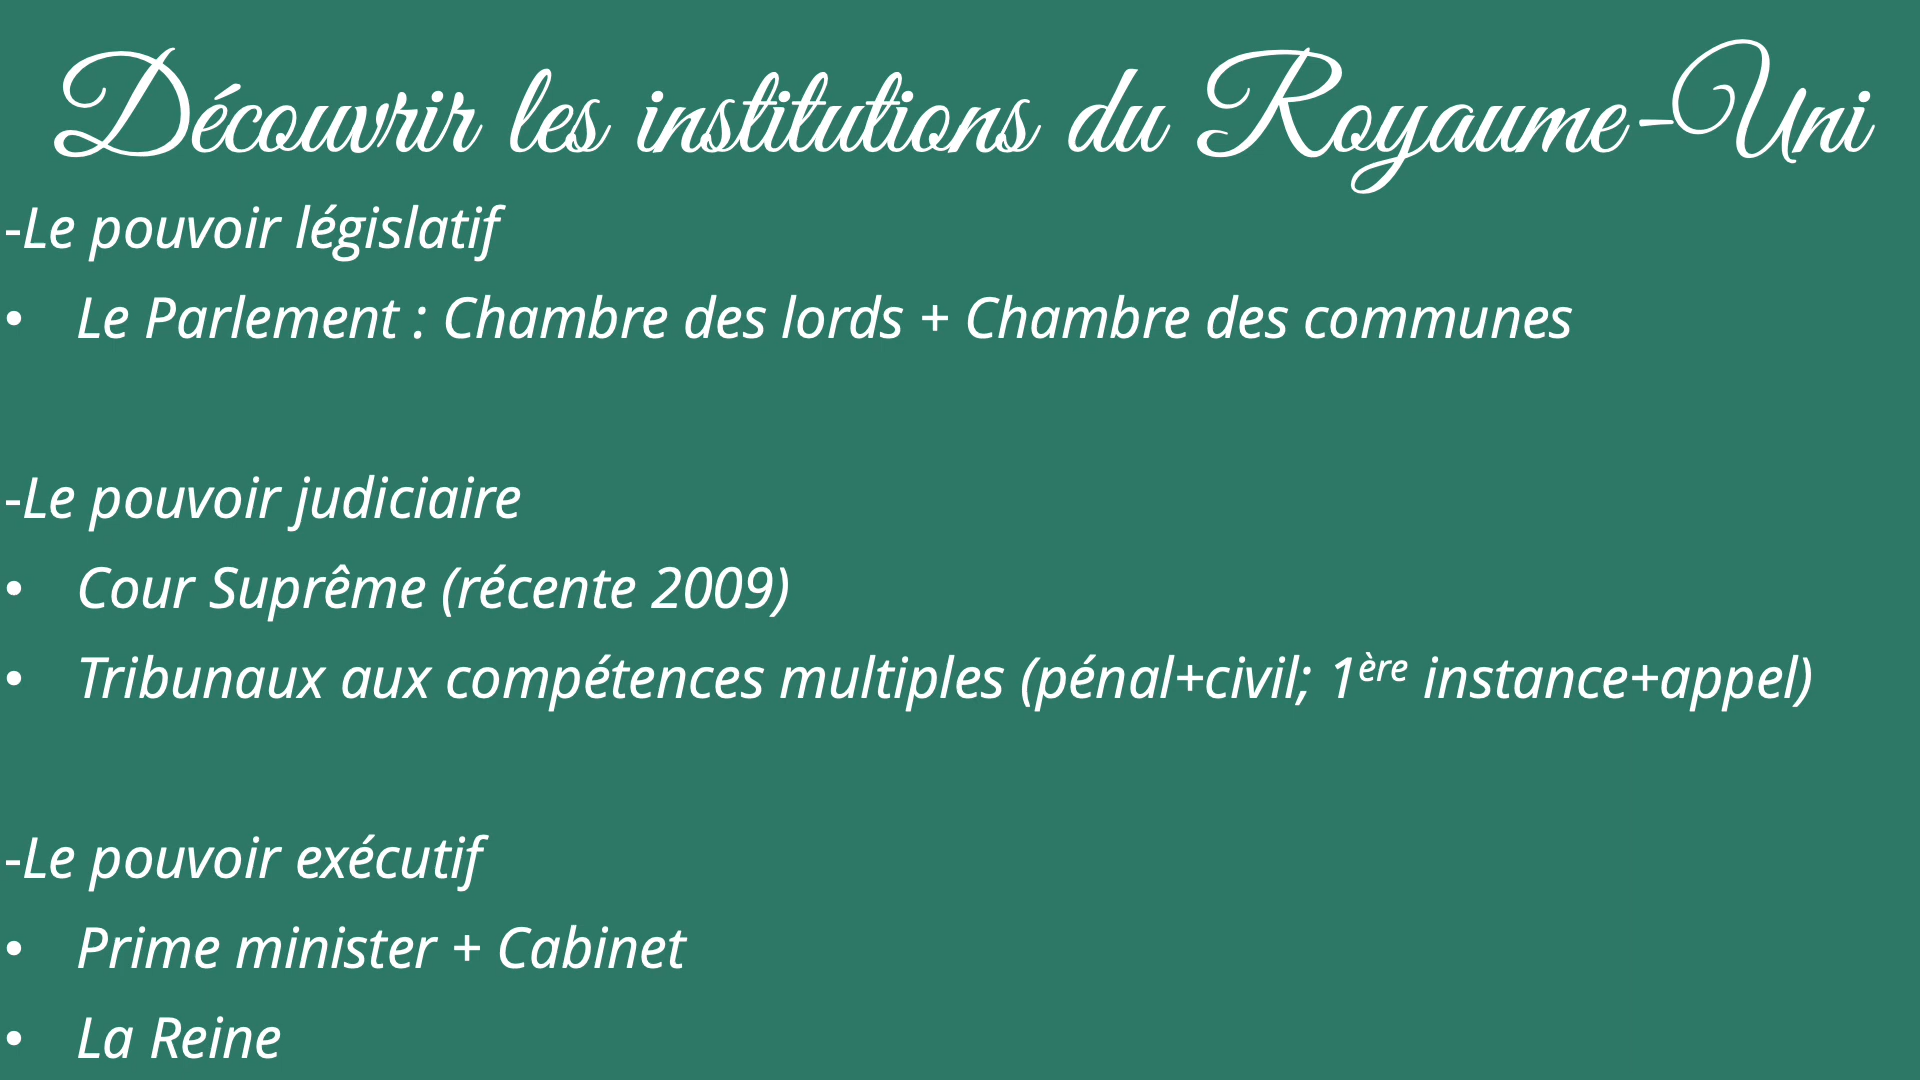 Découvrir les institutions du Royaume-Uni
-Le pouvoir législatif
• Le Parlement : Chambre des lords + Chambre des communes
-Le pouvoir judiciaire
• Cour Suprême (récente 2009)
• Tribunaux aux compétences multiples (pénal+civil; 1ère instance+appel)
-Le pouvoir exécutif
• Prime minister + Cabinet
• La Reine